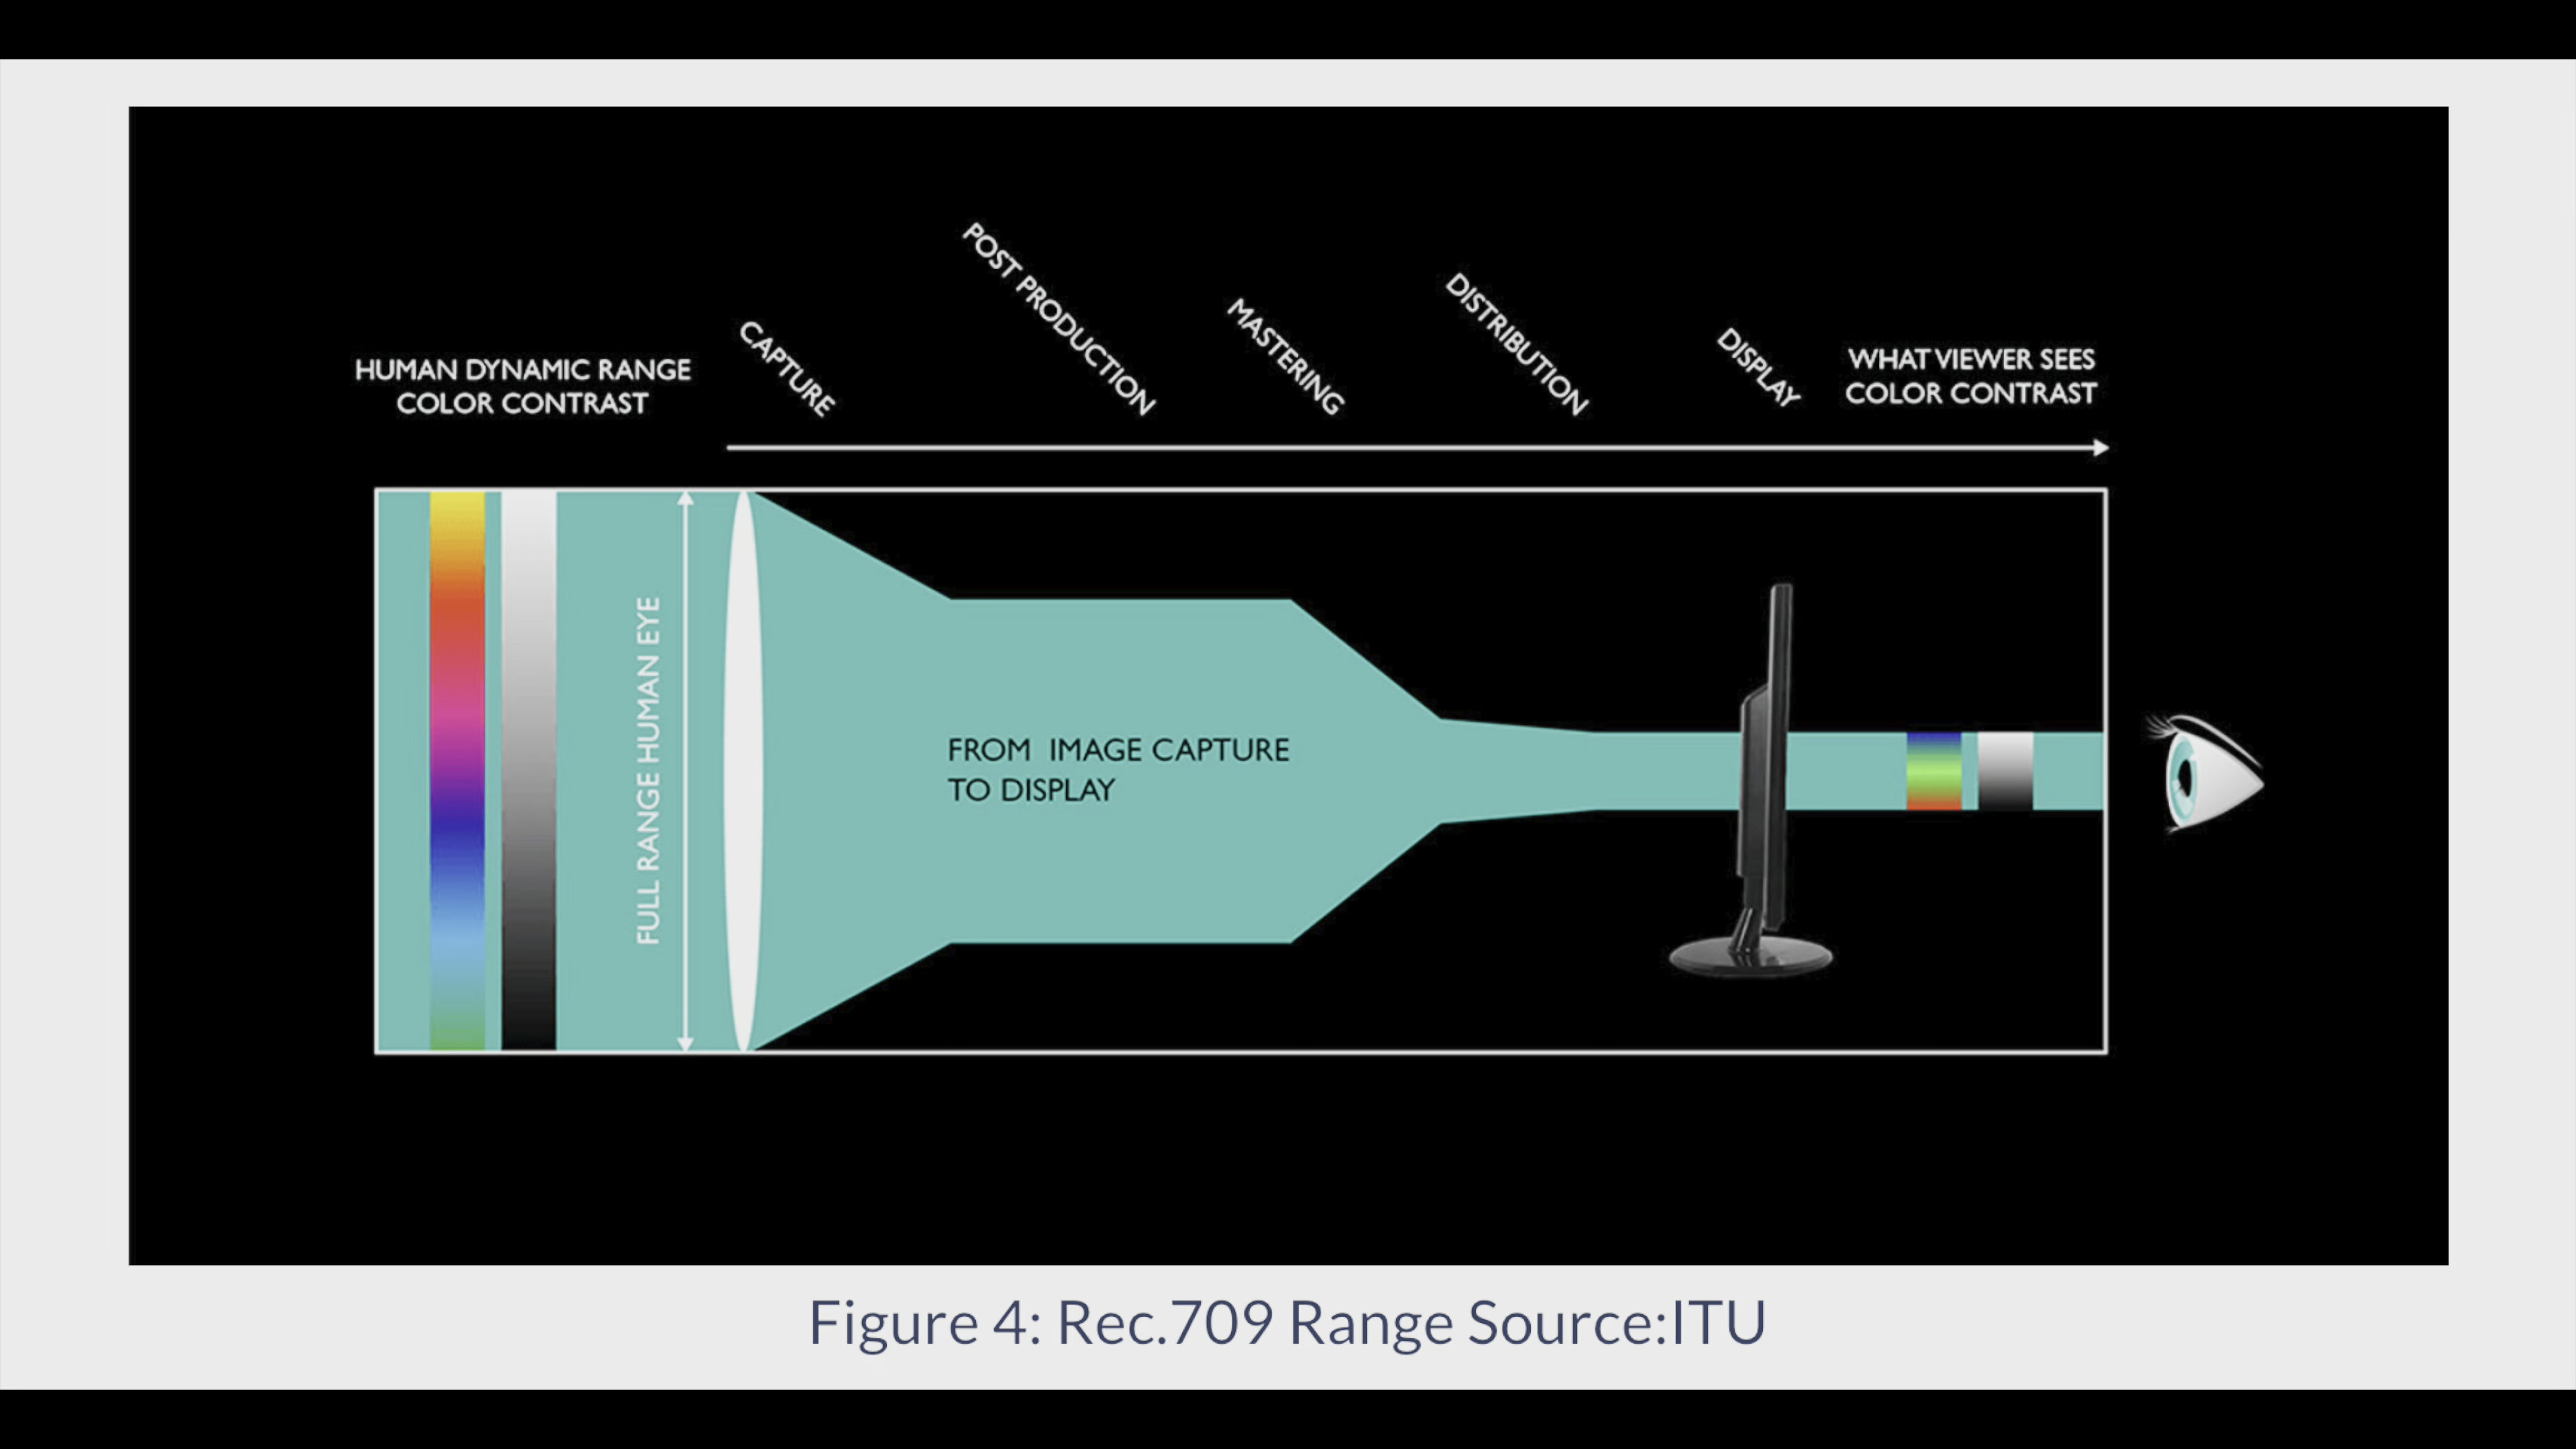 POST PRODUCTION
DISTRIBUTION
MASTERING
CAPTURE
DISPLAY
HUMAN DYNAMIC RANGE
COLOR CONTRAST
WHAT VIEWER SEES
COLOR CONTRAST
FULL RANGE HUMAN EYE
FROM IMAGE CAPTURE
TO DISPLAY
Figure 4: Rec.709 Range Source:ITU